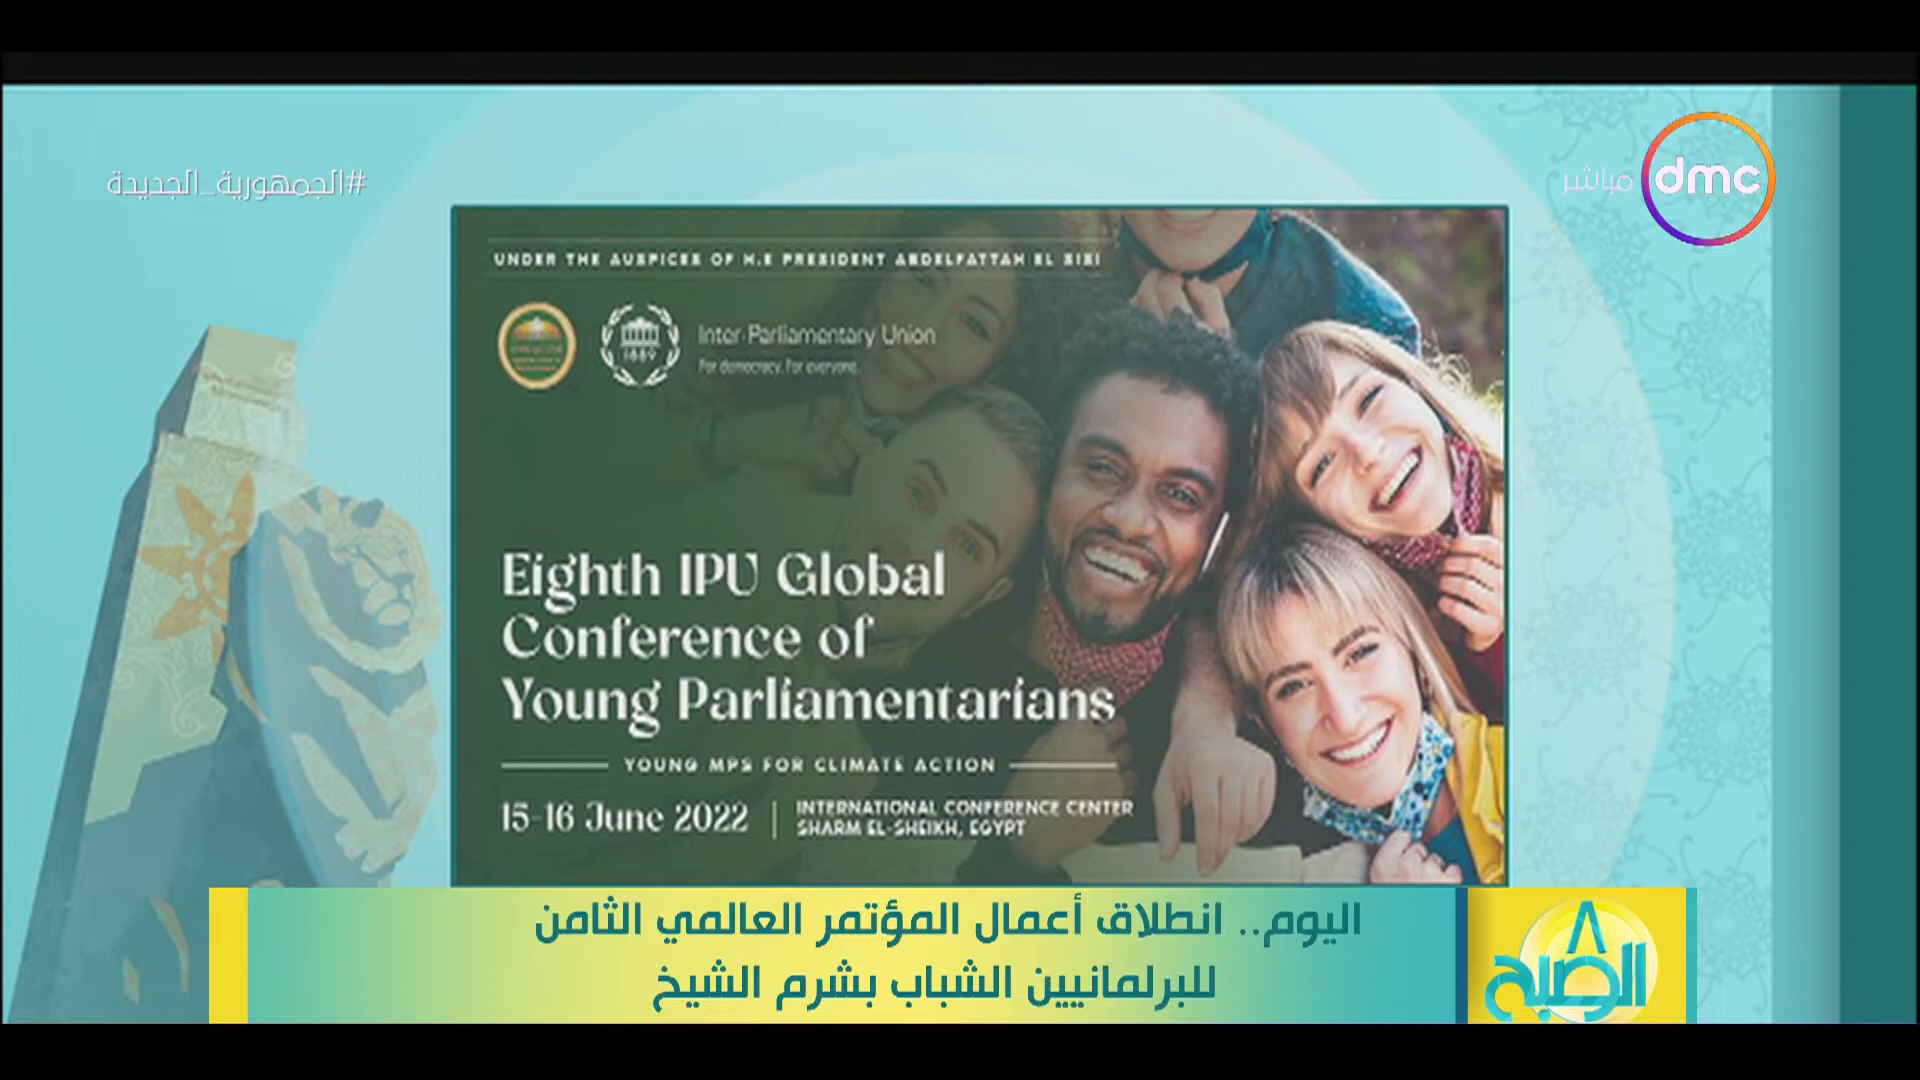 #الجمهورية_الجديدة
مباشر
dmc
UNDER THE AUSPICES OF H.E PRESIDENT ABDELFATTAH EL SISI
1889
Inter-Parliamentary Union
For democracy. For everyone.
Eighth IPU Global
Conference of
Young Parliamentarians
YOUNG MPS FOR CLIMATE ACTION
15-16 June 2022
INTERNATIONAL CONFERENCE CENTER
SHARM EL-SHEIKH, EGYPT
اليوم.. انطلاق أعمال المؤتمر العالمي الثامن
للبرلمانيين الشباب بشرم الشيخ
٨
الصبح